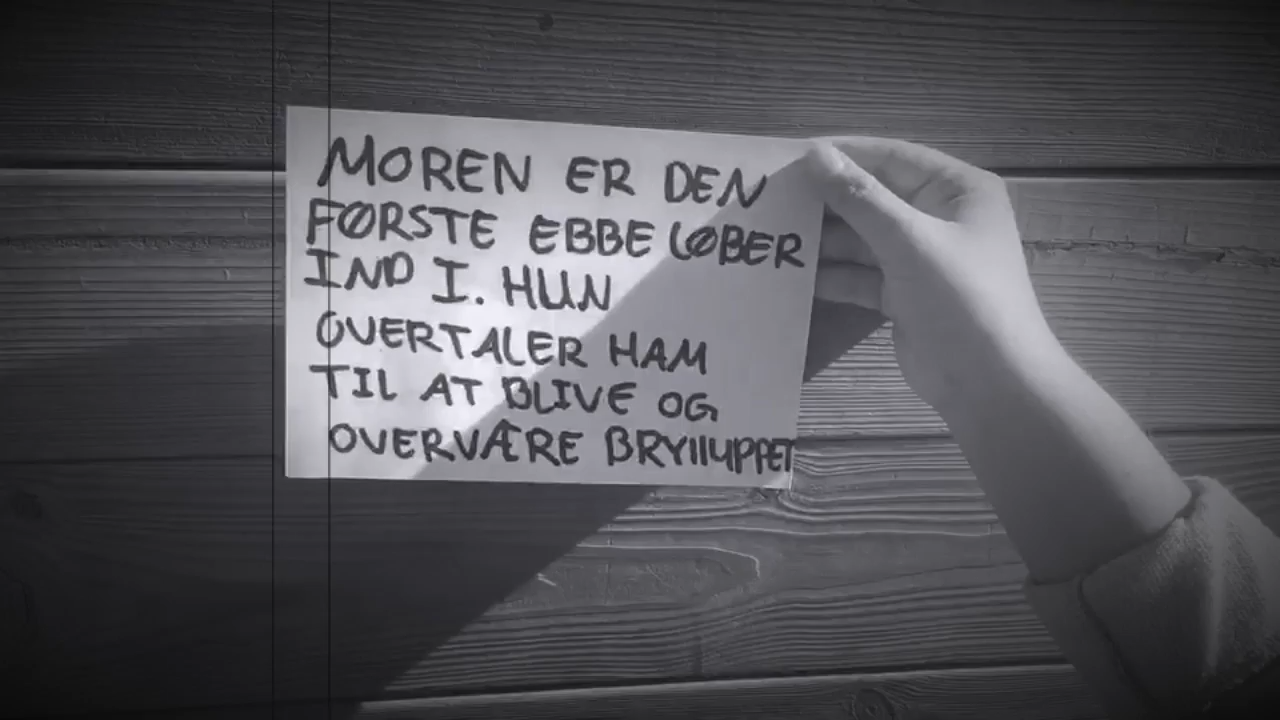 MOREN ER DEN
FØRSTE EBBE LØBER
IND I. HUN
OVERTALER HAM
TIL AT BLIVE OG
OVERVÆRE BRYLLUPPET